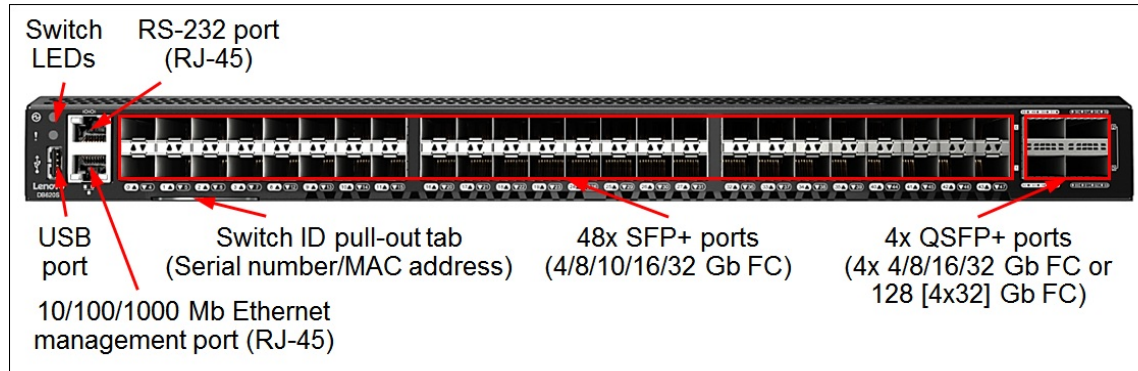 Switch
LEDs
RS-232 port
(RJ-45)
Lenovo
DB620S
USB
port
Switch ID pull-out tab
(Serial number/MAC address)
48x SFP+ ports
(4/8/10/16/32 Gb FC)
4x QSFP+ ports
(4x 4/8/16/32 Gb FC or
128 [4x32] Gb FC)
10/100/1000 Mb Ethernet
management port (RJ-45)